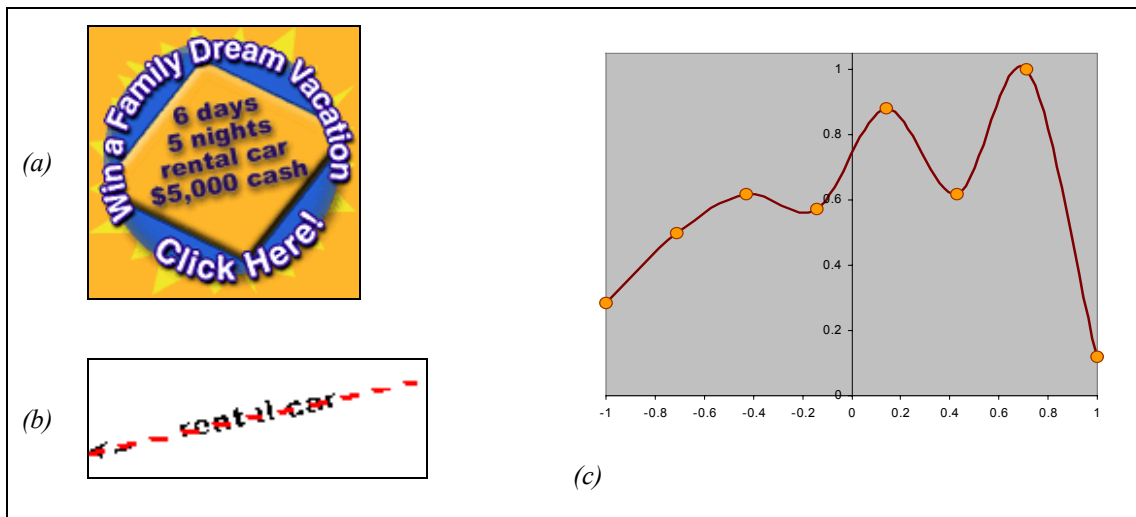 (a)
Win a Family Dream Vacation
6 days
5 nights
rental car
$5,000 cash
Click Here!
(b)
rental car
(c)
1
0.8
0.6
0.4
0.2
0
-1 -0.8 -0.6 -0.4 -0.2 0 0.2 0.4 0.6 0.8 1